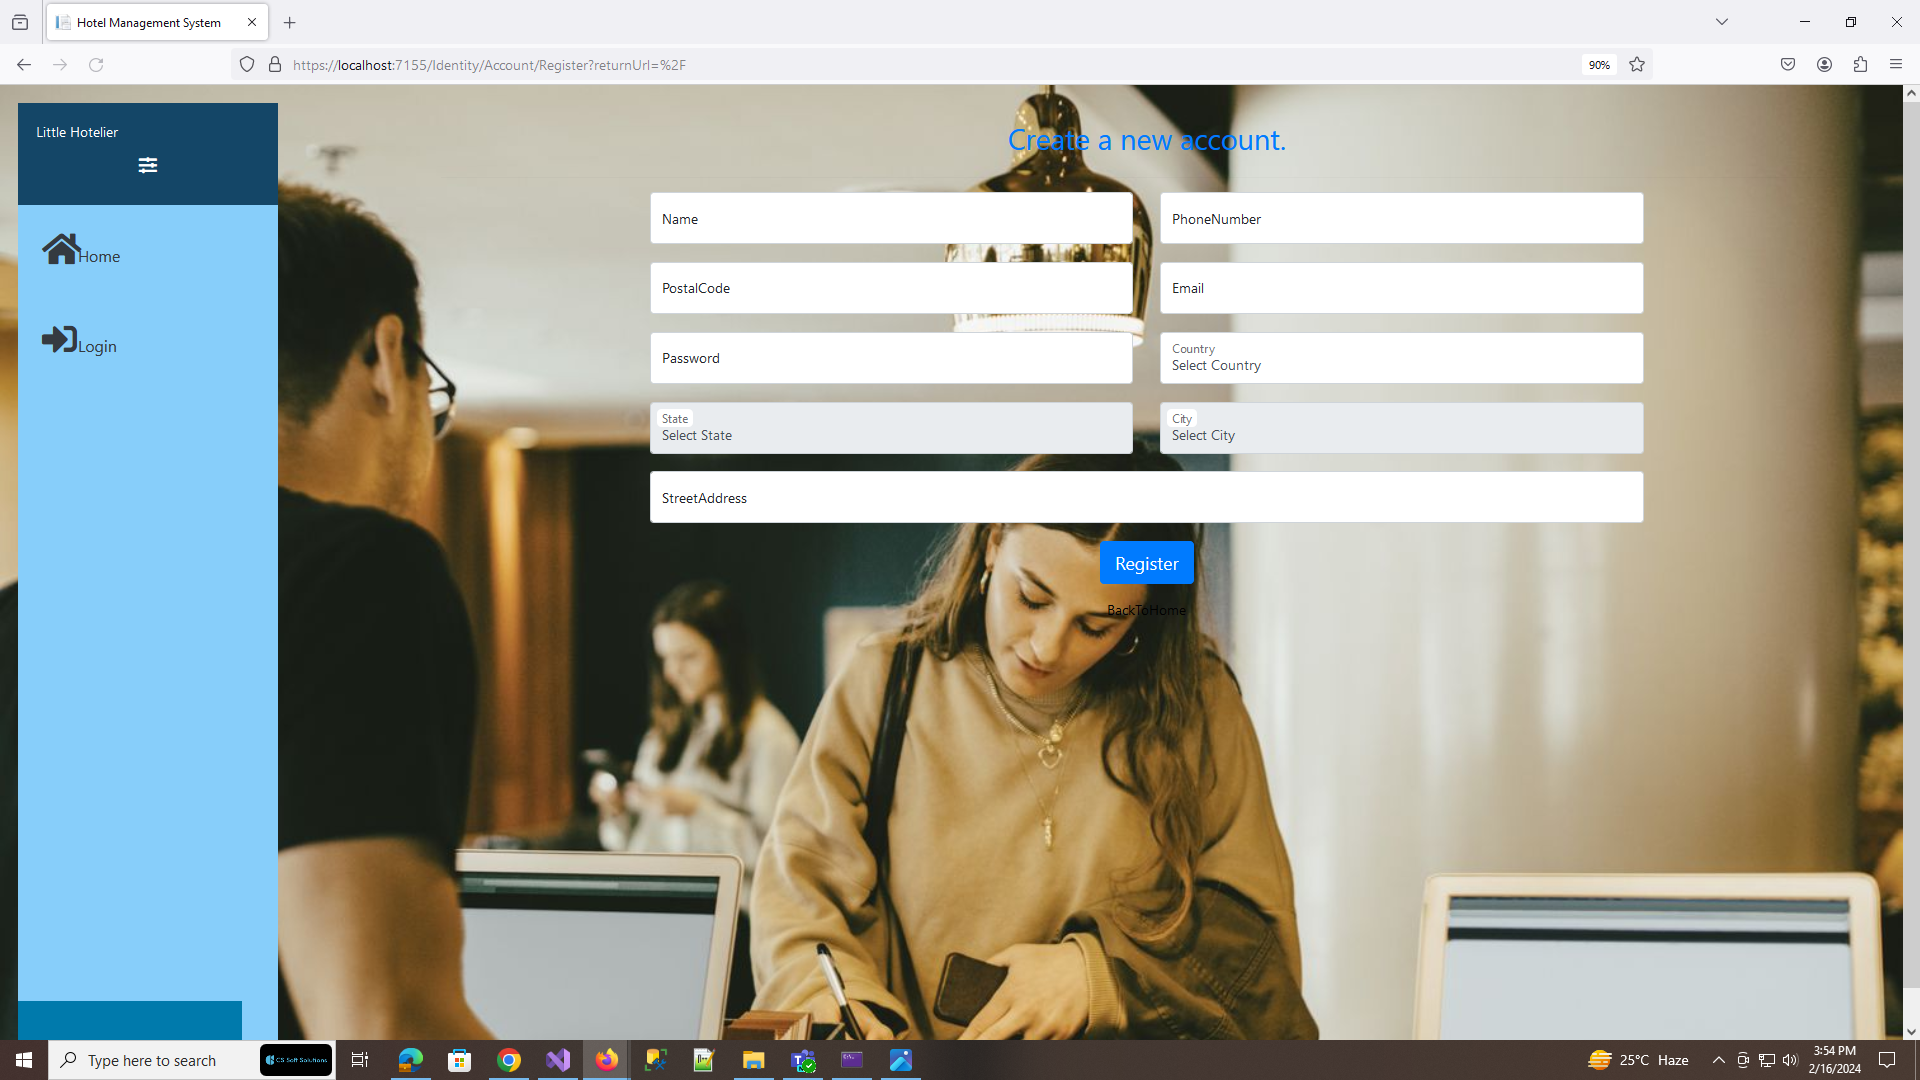 Hotel Management System
https://localhost:7155/Identity/Account/Register?returnUrl=%2F
90%
Little Hotelier
Home
Login
Create a new account.
Name
PhoneNumber
PostalCode
Email
Password
Country
Select Country
State
Select State
City
Select City
StreetAddress
Register
BackToHome
Type here to search
CS Soft Solutions
25°C Haze
3:54 PM
2/16/2024